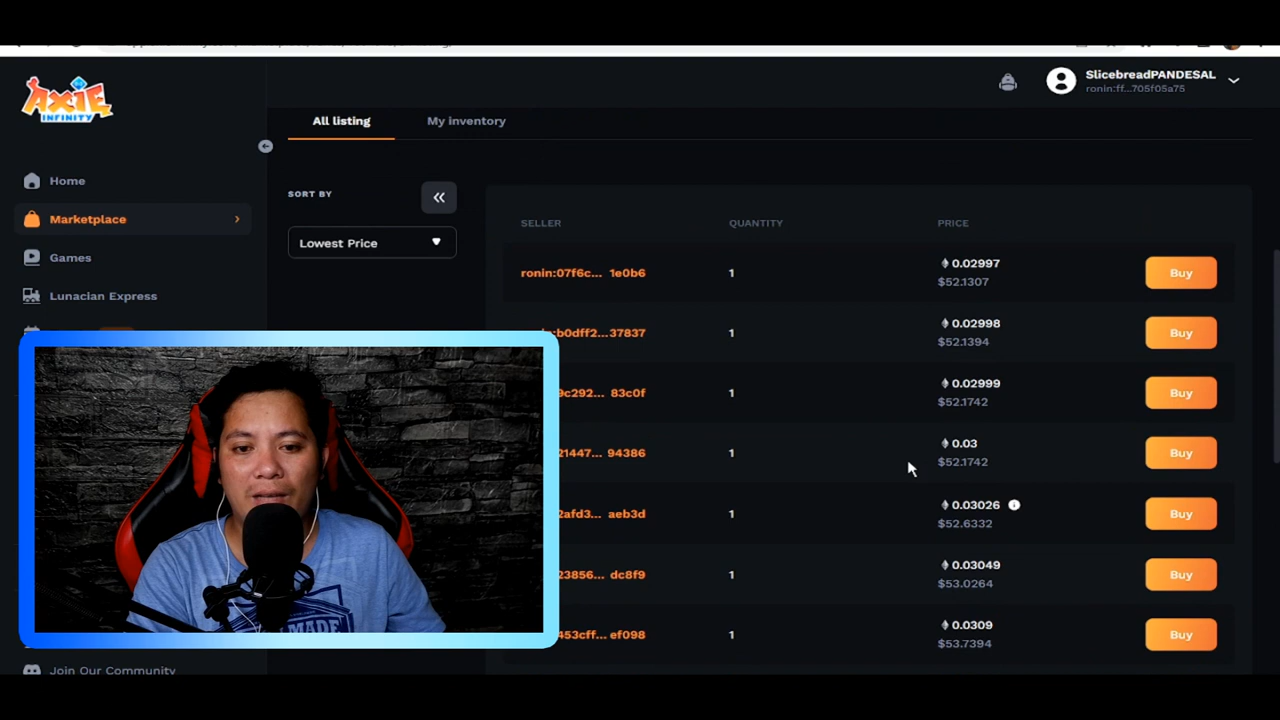 AXIE
INFINITY
SlicebreadPANDESAL
ronin:ff...705f05a75
All listing
My inventory
Home
Marketplace
Games
Lunacian Express
Join Our Community
SORT BY
Lowest Price
SELLER QUANTITY PRICE
ronin:07f6c... 1e0b6 1 0.02997 Buy
$52.1307
:b0dff2... 37837 1 0.02998 Buy
$52.1394
9c292... 83c0f 1 0.02999 Buy
$52.1742
21447... 94386 1 0.03 Buy
$52.1742
2afd3... aeb3d 1 0.03026 Buy
$52.6332
23856... dc8f9 1 0.03049 Buy
$53.0264
453cff... ef098 1 0.0309 Buy
$53.7394
MADE